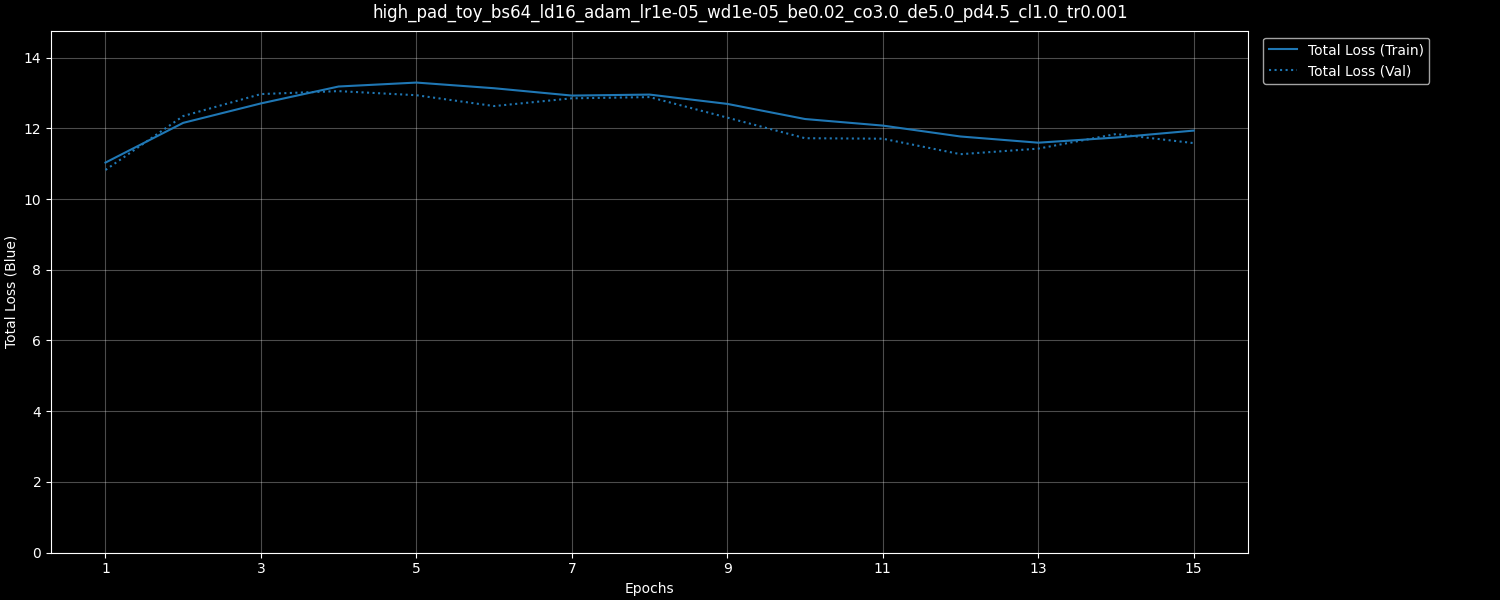 high_pad_toy_bs64_ld16_adam_lr1e-05_wd1e-05_be0.02_co3.0_de5.0_pd4.5_cl1.0_tr0.001
Total Loss (Train)
Total Loss (Val)
Total Loss (Blue)
14
12
10
8
6
4
2
0
1 3 5 7 9 11 13 15
Epochs